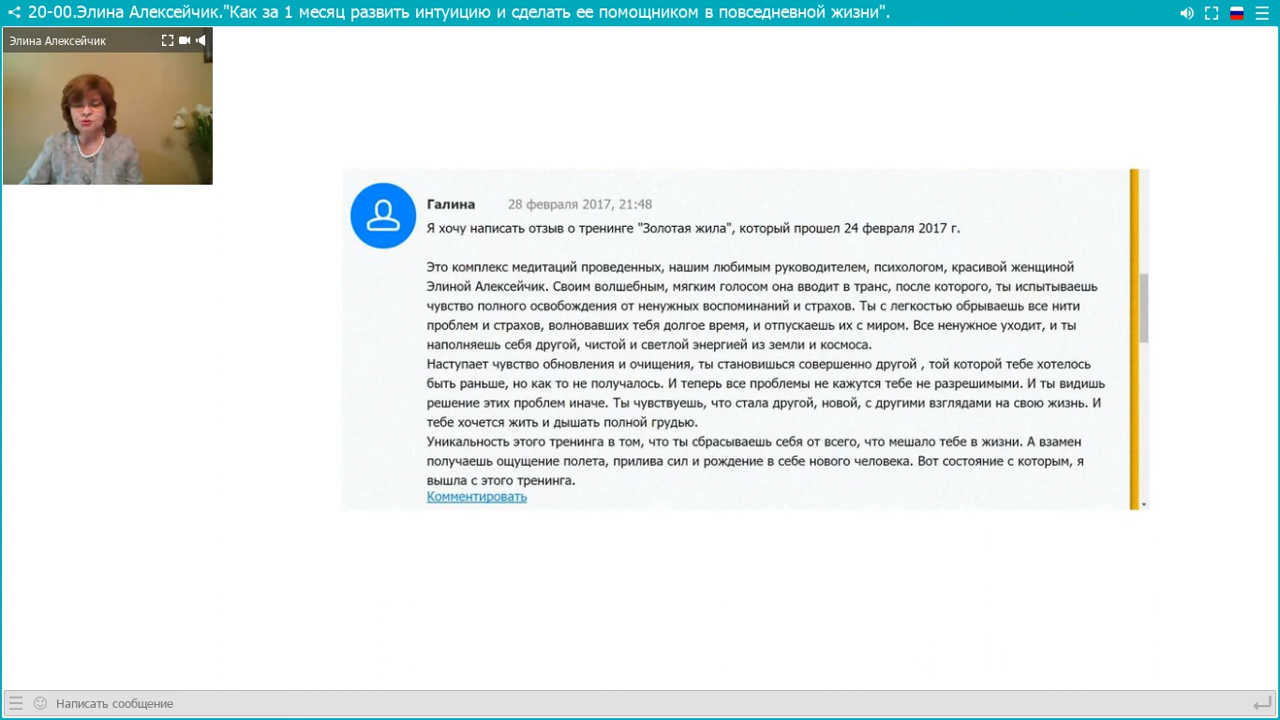 20-00.Элина Алексейчик."Как за 1 месяц развить интуицию и сделать ее помощником в повседневной жизни".
Элина Алексейчик
Галина 28 февраля 2017, 21:48
Я хочу написать отзыв о тренинге "Золотая жила", который прошел 24 февраля 2017 г.
Это комплекс медитаций проведенных, нашим любимым руководителем, психологом, красивой женщиной
Элиной Алексейчик. Своим волшебным, мягким голосом она вводит в транс, после которого, ты испытываешь
чувство полного освобождения от ненужных воспоминаний и страхов. Ты с легкостью обрываешь все нити
проблем и страхов, волновавших тебя долгое время, и отпускаешь их с миром. Все ненужное уходит, и ты
наполняешь себя другой, чистой и светлой энергией из земли и космоса.
Наступает чувство обновления и очищения, ты становишься совершенно другой , той которой тебе хотелось
быть раньше, но как то не получалось. И теперь все проблемы не кажутся тебе не разрешимыми. И ты видишь
решение этих проблем иначе. Ты чувствуешь, что стала другой, новой, с другими взглядами на свою жизнь. И
тебе хочется жить и дышать полной грудью.
Уникальность этого тренинга в том, что ты сбрасываешь себя от всего, что мешало тебе в жизни. А взамен
получаешь ощущение полета, прилива сил и рождение в себе нового человека. Вот состояние с которым, я
вышла с этого тренинга.
Комментировать
Написать сообщение